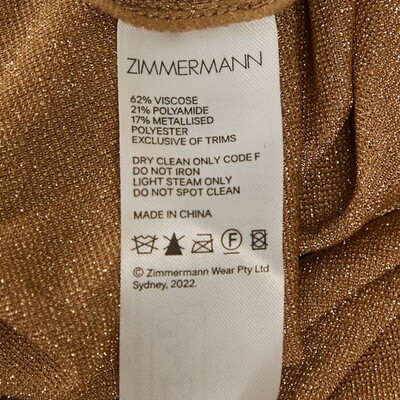 ZIMMERMANN
62% VISCOSE
21% POLYAMIDE
17% METALLISED
POLYESTER
EXCLUSIVE OF TRIMS
DRY CLEAN ONLY CODE F
DO NOT IRON
LIGHT STEAM ONLY
DO NOT SPOT CLEAN
MADE IN CHINA
F
© Zimmermann Wear Pty Ltd
Sydney, 2022.